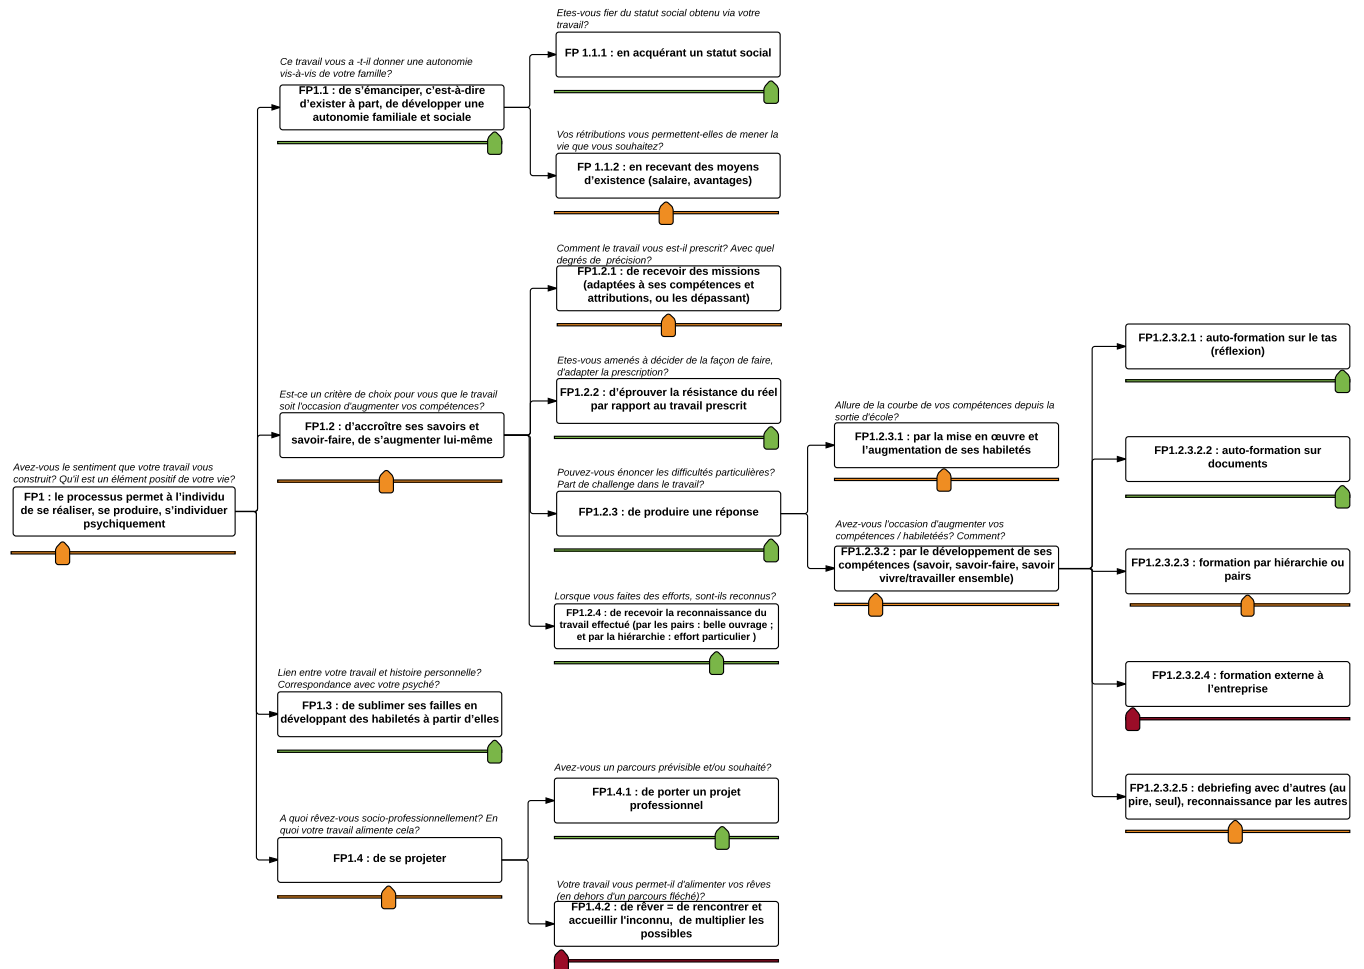 Etes-vous fier du statut social obtenu via votre
travail?
FP 1.1.1 : en acquérant un statut social
Ce travail vous a -t-il donner une autonomie
vis-à-vis de votre famille?
FP1.1 : de s’émanciper, c’est-à-dire
d’exister à part, de développer une
autonomie familiale et sociale
Vos rétributions vous permettent-elles de mener la
vie que vous souhaitez?
FP 1.1.2 : en recevant des moyens
d’existence (salaire, avantages)
Comment le travail vous est-il prescrit? Avec quel
degrés de  précision?
FP1.2.1 : de recevoir des missions
(adaptées à ses compétences et
attributions, ou les dépassant)
Etes-vous amenés à décider de la façon de faire,
d'adapter la prescription?
FP1.2.2 : d’éprouver la résistance du réel
par rapport au travail prescrit
Est-ce un critère de choix pour vous que le travail
soit l'occasion d'augmenter vos compétences?
FP1.2 : d’accroître ses savoirs et
savoir-faire, de s’augmenter lui-même
Avez-vous le sentiment que votre travail vous
construit? Qu'il est un élément positif de votre vie?
FP1 : le processus permet à l’individu
de se réaliser, se produire, s’individuer
psychiquement
Pouvez-vous énoncer les difficultés particulières?
Part de challenge dans le travail?
FP1.2.3 : de produire une réponse
Allure de la courbe de vos compétences depuis la
sortie d'école?
FP1.2.3.1 : par la mise en œuvre et
l’augmentation de ses habiletés
Avez-vous l'occasion d'augmenter vos
compétences / habiletéés? Comment?
FP1.2.3.2 : par le développement de ses
compétences (savoir, savoir-faire, savoir
vivre/travailler ensemble)
FP1.2.3.2.1 : auto-formation sur le tas
(réflexion)
FP1.2.3.2.2 : auto-formation sur
documents
FP1.2.3.2.3 : formation par hiérarchie ou
pairs
FP1.2.3.2.4 : formation externe à
l’entreprise
FP1.2.3.2.5 : debriefing avec d’autres (au
pire, seul), reconnaissance par les autres
Lorsque vous faites des efforts, sont-ils reconnus?
FP1.2.4 : de recevoir la reconnaissance du
travail effectué (par les pairs : belle ouvrage ;
et par la hiérarchie : effort particulier )
Lien entre votre travail et histoire personnelle?
Correspondance avec votre psyché?
FP1.3 : de sublimer ses failles en
développant des habiletés à partir d’elles
A quoi rêvez-vous socio-professionnellement? En
quoi votre travail alimente cela?
FP1.4 : de se projeter
Avez-vous un parcours prévisible et/ou souhaité?
FP1.4.1 : de porter un projet
professionnel
Votre travail vous permet-il d'alimenter vos rêves
(en dehors d'un parcours fléché)?
FP1.4.2 : de rêver = de rencontrer et
accueillir l'inconnu,  de multiplier les
possibles